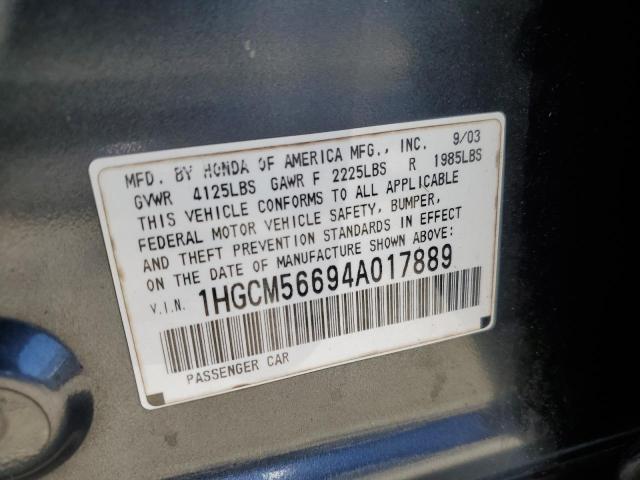 MFD. BY HONDA OF AMERICA MFG., INC. 9/03
GVWR 4125LBS GAWR F 2225LBS R 1985LBS
THIS VEHICLE CONFORMS TO ALL APPLICABLE
FEDERAL MOTOR VEHICLE SAFETY, BUMPER,
AND THEFT PREVENTION STANDARDS IN EFFECT
ON THE DATE OF MANUFACTURE SHOWN ABOVE:
V.I.N. 1HGCM56694A017889
PASSENGER CAR